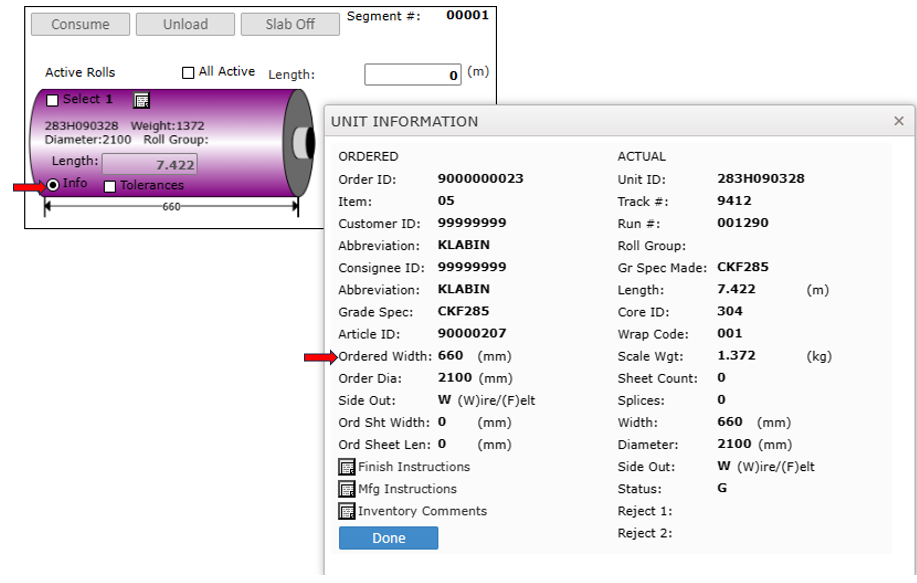 Consume Unload Slab Off Segment #: 00001
Active Rolls All Active Length: 0 (m)
Select 1
283H090328 Weight:1372
Diameter:2100 Roll Group:
Length: 7.422
Info Tolerances
660
UNIT INFORMATION ×
ORDERED ACTUAL
Order ID: 9000000023 Unit ID: 283H090328
Item: 05 Track #: 9412
Customer ID: 99999999 Run #: 001290
Abbreviation: KLABIN Roll Group:
Consignee ID: 99999999 Gr Spec Made: CKF285
Abbreviation: KLABIN Length: 7.422 (m)
Grade Spec: CKF285 Core ID: 304
Article ID: 90000207 Wrap Code: 001
Ordered Width: 660 (mm) Scale Wgt: 1.372 (kg)
Order Dia: 2100 (mm) Sheet Count: 0
Side Out: W (W)ire/(F)elt Splices: 0
Ord Sht Width: 0 (mm) Width: 660 (mm)
Ord Sheet Len: 0 (mm) Diameter: 2100 (mm)
Finish Instructions Side Out: W (W)ire/(F)elt
Mfg Instructions Status: G
Inventory Comments Reject 1:
Done Reject 2: